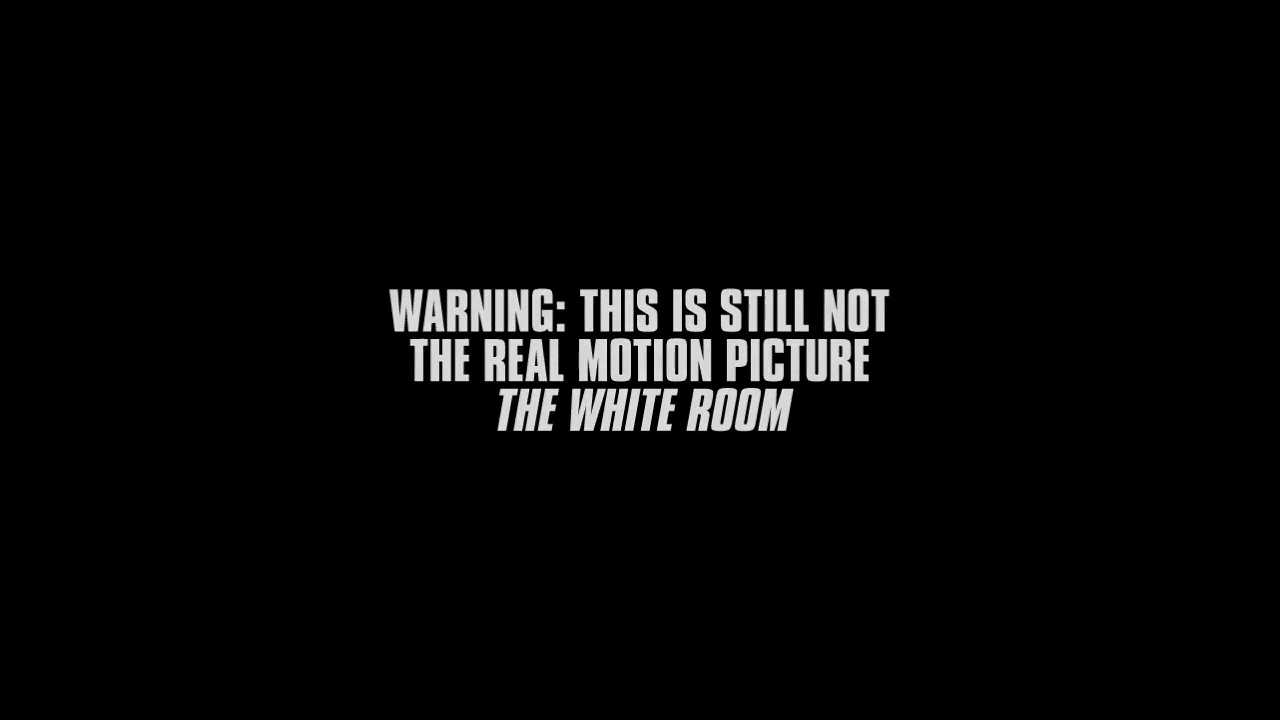 WARNING: THIS IS STILL NOT
THE REAL MOTION PICTURE
THE WHITE ROOM